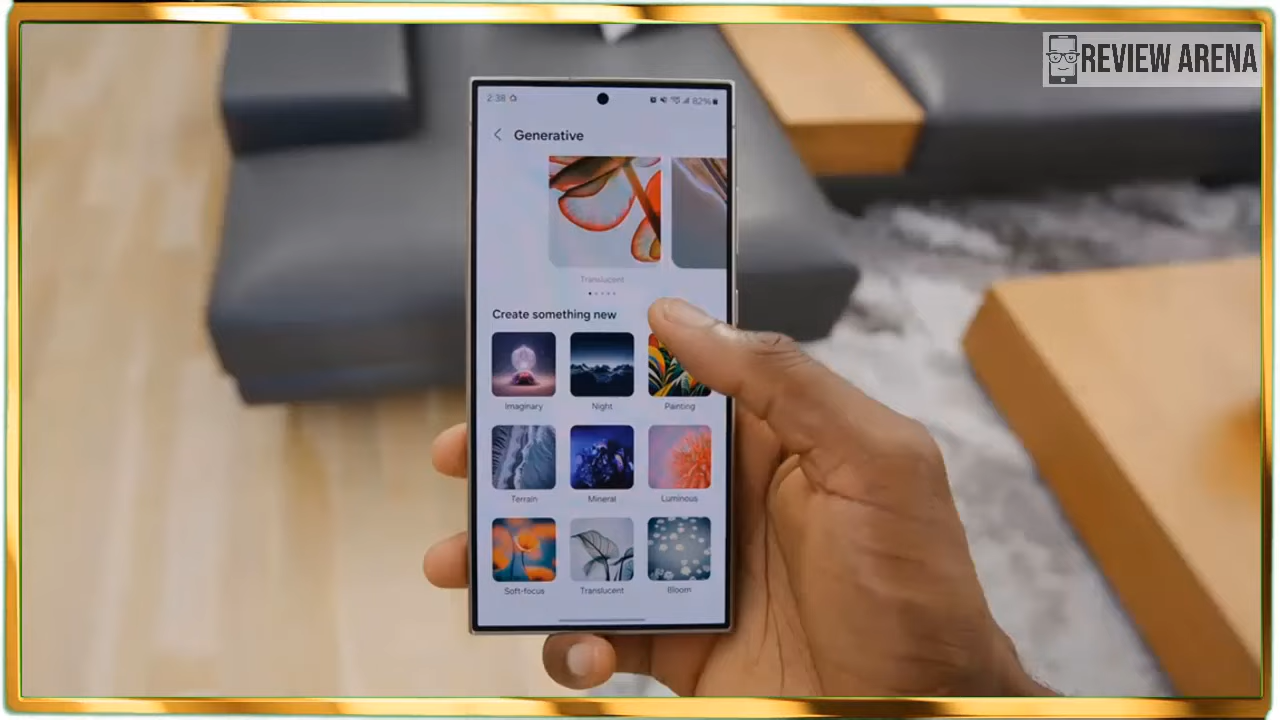 REVIEW ARENA
2:38
82%
Generative
Translucent
Create something new
Imaginary
Night
Painting
Terrain
Mineral
Luminous
Soft-focus
Translucent
Bloom